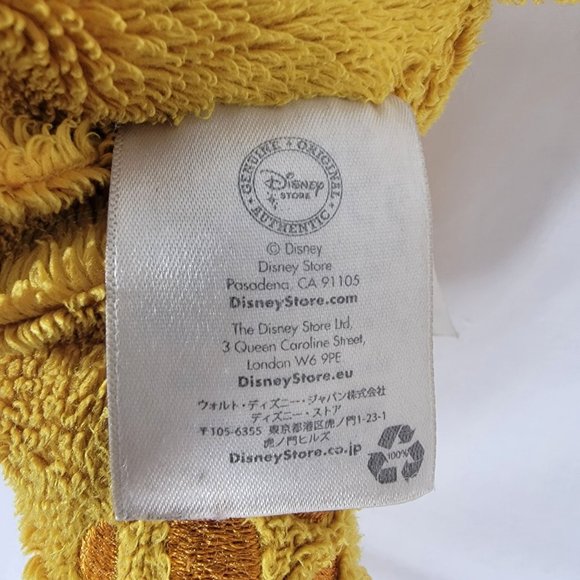 GENUINE • ORIGINAL
Disney
STORE
AUTHENTIC
© Disney
Disney Store
Pasadena, CA 91105
DisneyStore.com
The Disney Store Ltd,
3 Queen Caroline Street,
London W6 9PE
DisneyStore.eu
ウォルト・ディズニー・ジャパン株式会社
ディズニー・ストア
〒105-6355 東京都港区虎ノ門1-23-1
虎ノ門ヒルズ
DisneyStore.co.jp
100%